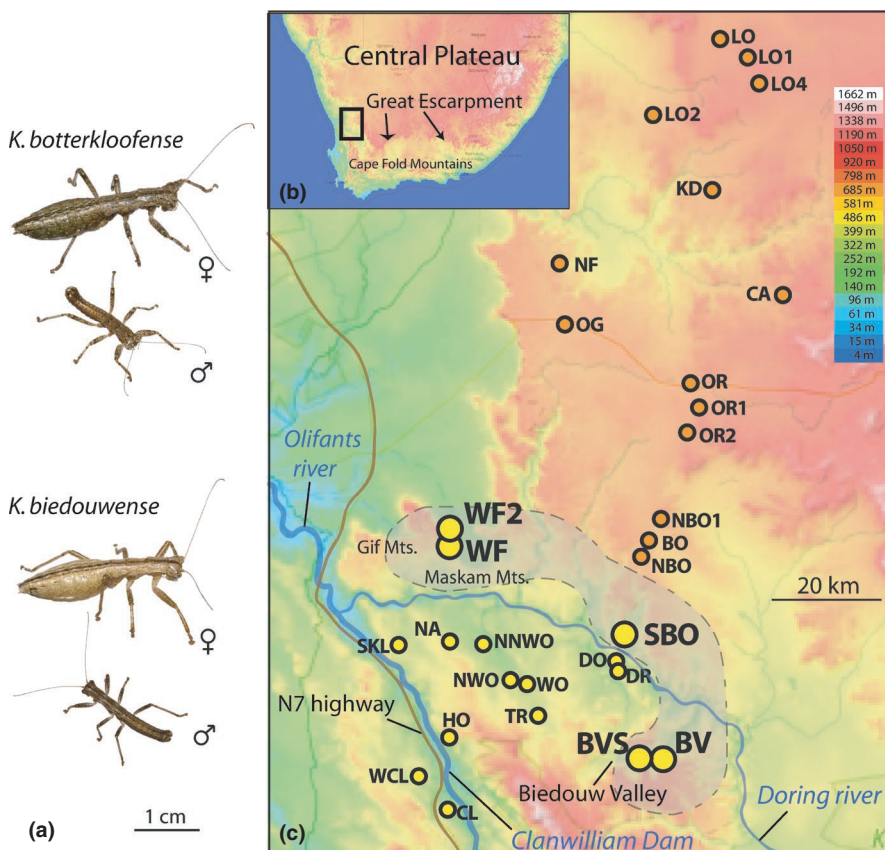 K. botterkloofense
♀
♂
K. biedouwense
♀
♂
(a)
1 cm
Central Plateau
Great Escarpment
Cape Fold Mountains
(b)
1662 m
1496 m
1338 m
1190 m
1050 m
920 m
798 m
685 m
581m
486 m
399 m
322 m
252 m
192 m
140 m
96 m
61 m
34 m
15 m
4 m
LO
LO1
LO4
LO2
KD
NF
CA
OG
OR
OR1
OR2
Olifants
river
WF2
WF
Gif Mts.
Maskam Mts.
NBO1
BO
NBO
20 km
SBO
SKL
NA
NNWO
DO
DR
NWO
WO
N7 highway
HO
TR
BVS
BV
WCL
Biedouw Valley
CL
Doring river
(c)
Clanwilliam Dam